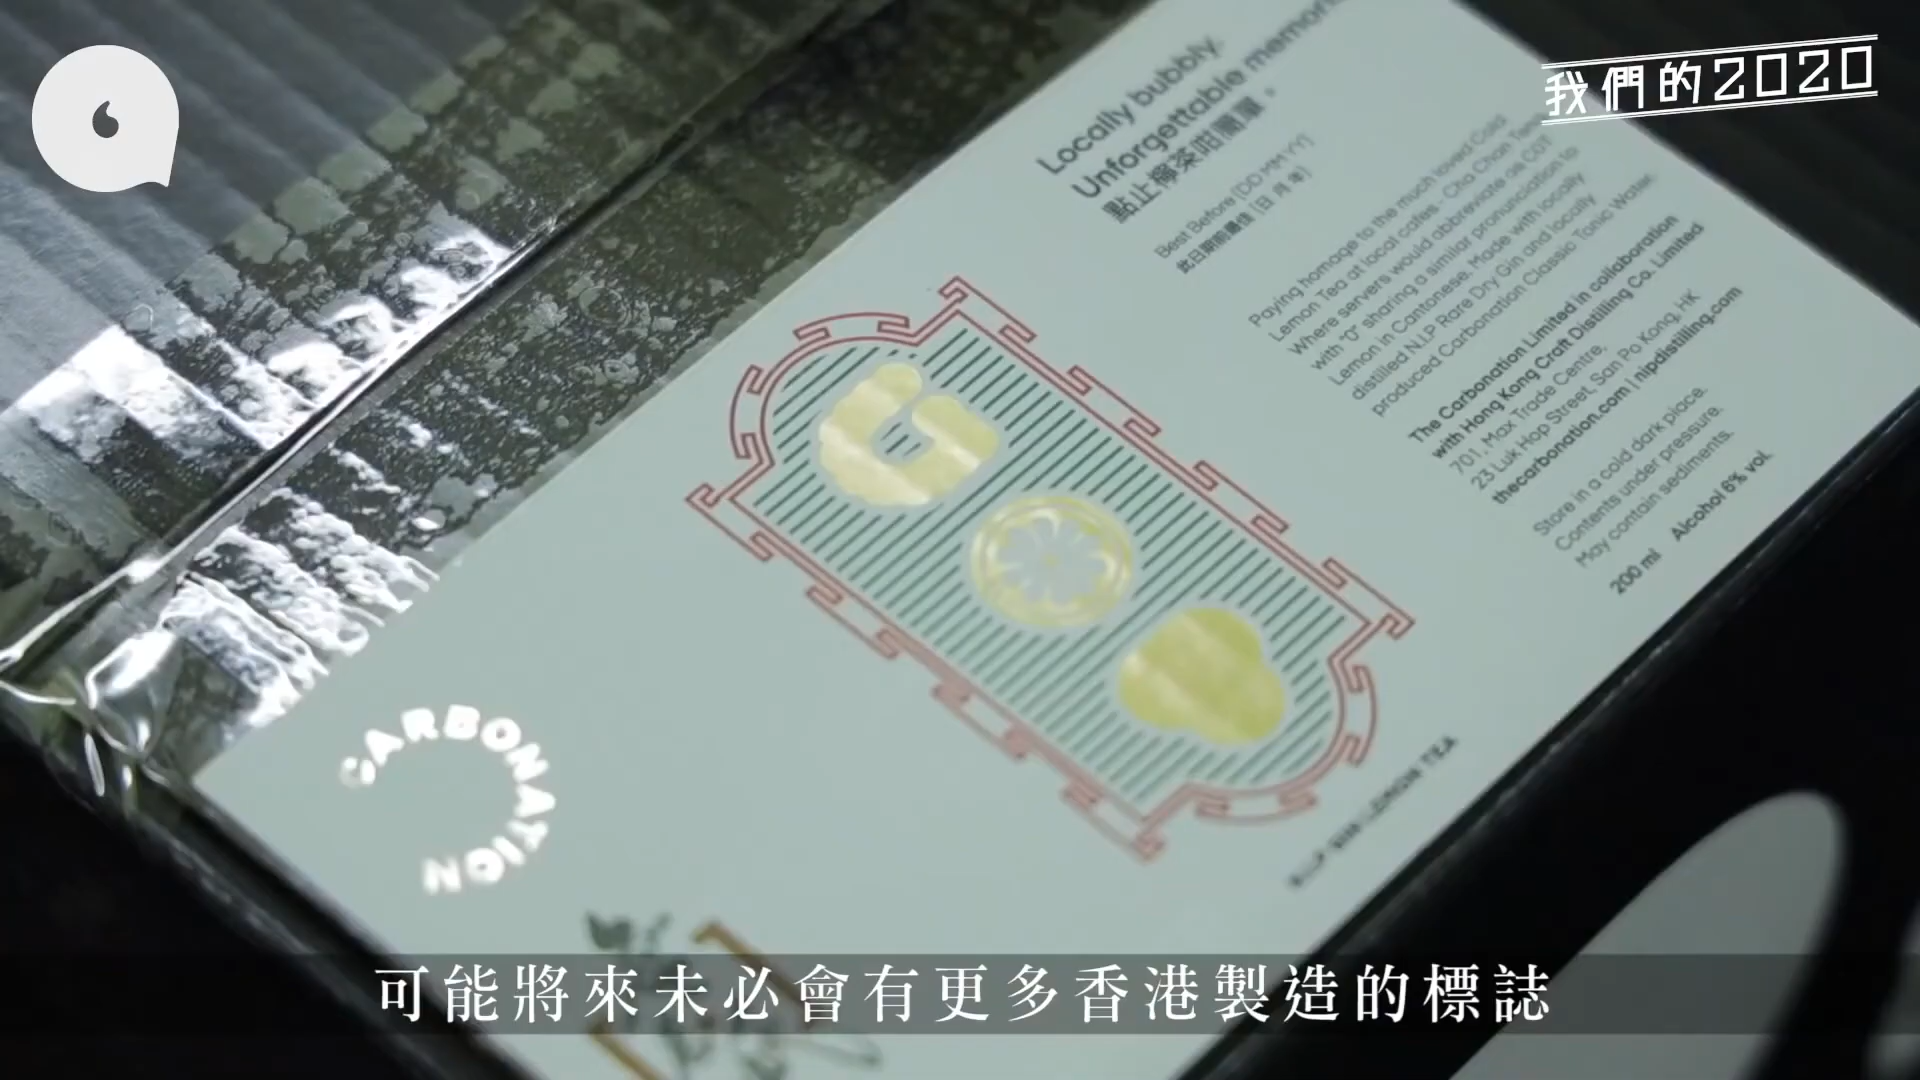 我們的2020
Locally bubbly.
Unforgettable memories
點止檸茶咁簡單。
Best Before (DD MM YY)
此日期前最佳 (日 月 年)
Paying homage to the much loved Cold
Lemon Tea at local cafes - Cha Chan Teng
Where servers would abbreviate as COT
with "0" sharing a similar pronunciation to
Lemon in Cantonese. Made with locally
distilled N.I.P Rare Dry Gin and locally
produced Carbonation Classic Tonic Water.
The Carbonation Limited in collaboration
with Hong Kong Craft Distilling Co. Limited
701, Max Trade Centre,
23 Luk Hop Street, San Po Kong, HK
thecarbonation.com | nipdistilling.com
Store in a cold dark place.
Contents under pressure.
May contain sediments.
200 ml Alcohol 6% vol.
LEMON TEA
CARBONATION
可能將來未必會有更多香港製造的標誌